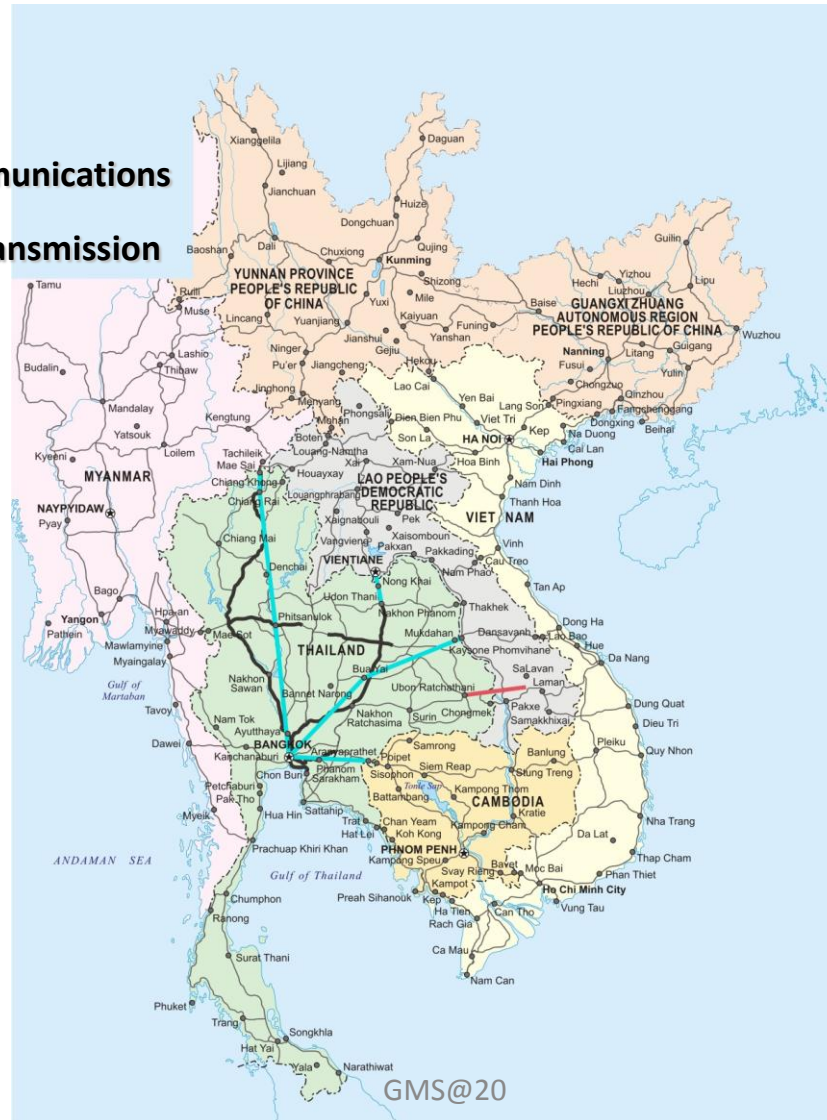 munications
ansmission
Daguan
Xianggelila
Lijiang
Jianchuan
Huize
Dongchuan
Guilin
Baoshan
Dali
Chuxiong
Qujing
Kunming
Hechi
Yizhou
Tamu
YUNNAN PROVINCE
PEOPLE'S REPUBLIC
OF CHINA
Shizong
Liuzhou
Lipu
Ruili
Muse
Yuxi
Mile
Baise
GUANGXI ZHUANG
AUTONOMOUS REGION
PEOPLE'S REPUBLIC OF CHINA
Lincang
Yuanjiang
Kaiyuan
Funing
Wuzhou
Jianshui
Yanshan
Nanning
Litang
Guigang
Lashio
Ninger
Gejiu
Fusui
Yulin
Budalin
Thibaw
Pu'er
Jiangcheng
Hekou
Chongzuo
Qinzhou
Jinghong
Lao Cai
Pingxiang
Fangchenggang
Mandalay
Menyang
Yen Bai
Lang Son
Dongxing
Beihai
Kengtung
Mohan
Phongsali
Dien Bien Phu
Viet Tri
Kep
Na Duong
Yatsouk
Boten
Son La
HA NOI
Cai Lan
Kyeeni
Loilem
Tachileik
Louang-Namtha
Mae Sai
Xai
Xam-Nua
Hoa Binh
Hai Phong
MYANMAR
Chiang Khong
Houayxay
LAO PEOPLE'S
DEMOCRATIC
REPUBLIC
Nam Dinh
Chiang Rai
Louangphrabang
Thanh Hoa
NAYPYIDAW
Xaignabouli
Pek
VIET NAM
Pyay
Chiang Mai
Vangvieng
Xaisomboun
Pakxan
Vinh
VIENTIANE
Pakkading
Cau Treo
Denchai
Nong Khai
Nam Phao
Bago
Udon Thani
Tan Ap
Yangon
Hpa-an
Phitsanulok
Nakhon Phanom
Thakhek
Dong Ha
Pathein
Myawaddy
Mae Sot
Mukdahan
Dansavanh
Lao Bao
Hue
Mawlamyine
THAILAND
Kaysone Phomvihane
Da Nang
Myaingalay
Bua Yai
SaLavan
Gulf of
Martaban
Nakhon
Sawan
Bannet Narong
Ubon Ratchathani
Laman
Tavoy
Pakxe
Dung Quat
Nam Tok
Nakhon
Ratchasima
Surin
Chongmek
Samakkhixai
Dieu Tri
Dawei
Ayutthaya
BANGKOK
Samrong
Banlung
Pleiku
Kanchanaburi
Aranyaprathet
Poipet
Quy Nhon
Chon Buri
Phanom
Sarakham
Sisophon
Siem Reap
Stung Treng
Petchaburi
Battambang
Tonle Sap
Kampong Thom
Pak Tho
Sattahip
CAMBODIA
Kratie
Myeik
Hua Hin
Trat
Chan Yeam
Nha Trang
Hat Lei
Koh Kong
Kampong Cham
Da Lat
Prachuap Khiri Khan
PHNOM PENH
ANDAMAN SEA
Kampang Speu
Bavet
Moc Bai
Thap Cham
Gulf of Thailand
Svay Rieng
Phan Thiet
Kampot
Ho Chi Minh City
Chumphon
Preah Sihanouk
Kep
Ha Tien
Can Tho
Vung Tau
Ranong
Rach Gia
Ca Mau
Surat Thani
Nam Can
Phuket
Trang
Songkhla
Hat Yai
Yala
Narathiwat
GMS@20